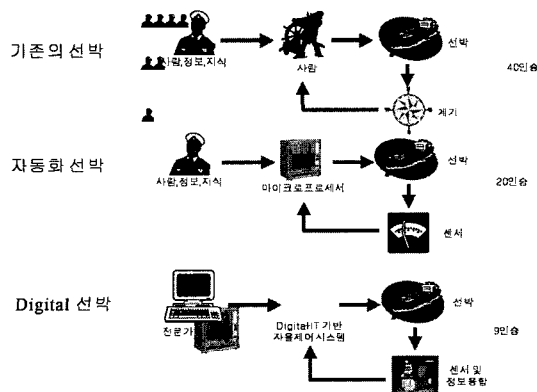 기존의 선박
사람,정보,지식
사람
선박
40인승
계기
자동화 선박
사람,정보,지식
마이크로프로세서
선박
20인승
센서
Digital 선박
전문가
Digital/IT 기반
자율제어시스템
선박
9인승
센서 및
정보융합